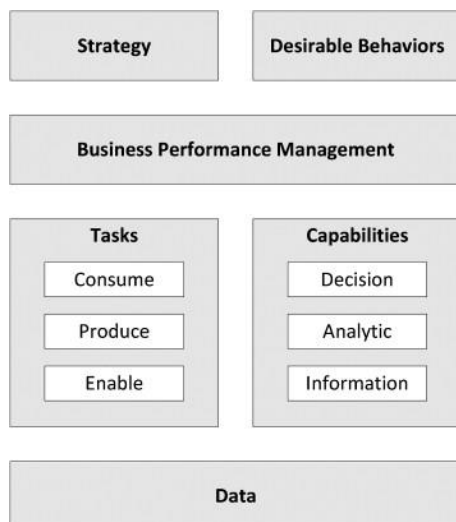 Strategy
Desirable Behaviors
Business Performance Management
Tasks
Consume
Produce
Enable
Capabilities
Decision
Analytic
Information
Data